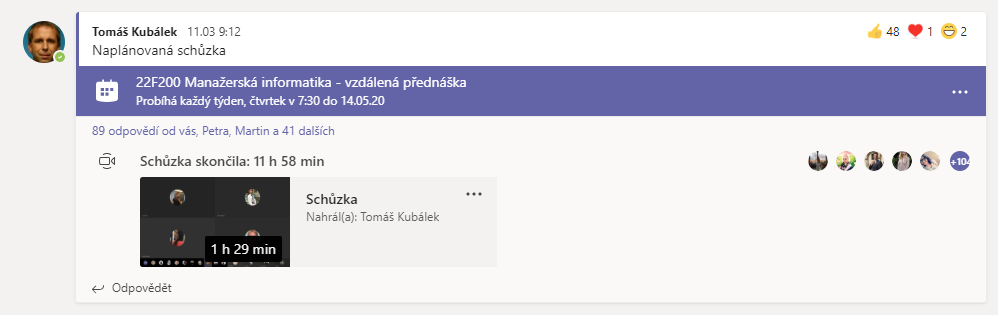 Tomáš Kubálek 11.03 9:12
48 1 2
Naplánovaná schůzka
22F200 Manažerská informatika - vzdálená přednáška
Probíhá každý týden, čtvrtek v 7:30 do 14.05.20
89 odpovědí od vás, Petra, Martin a 41 dalších
Schůzka skončila: 11 h 58 min
+104
Schůzka
Nahrál(a): Tomáš Kubálek
1 h 29 min
Odpovědět